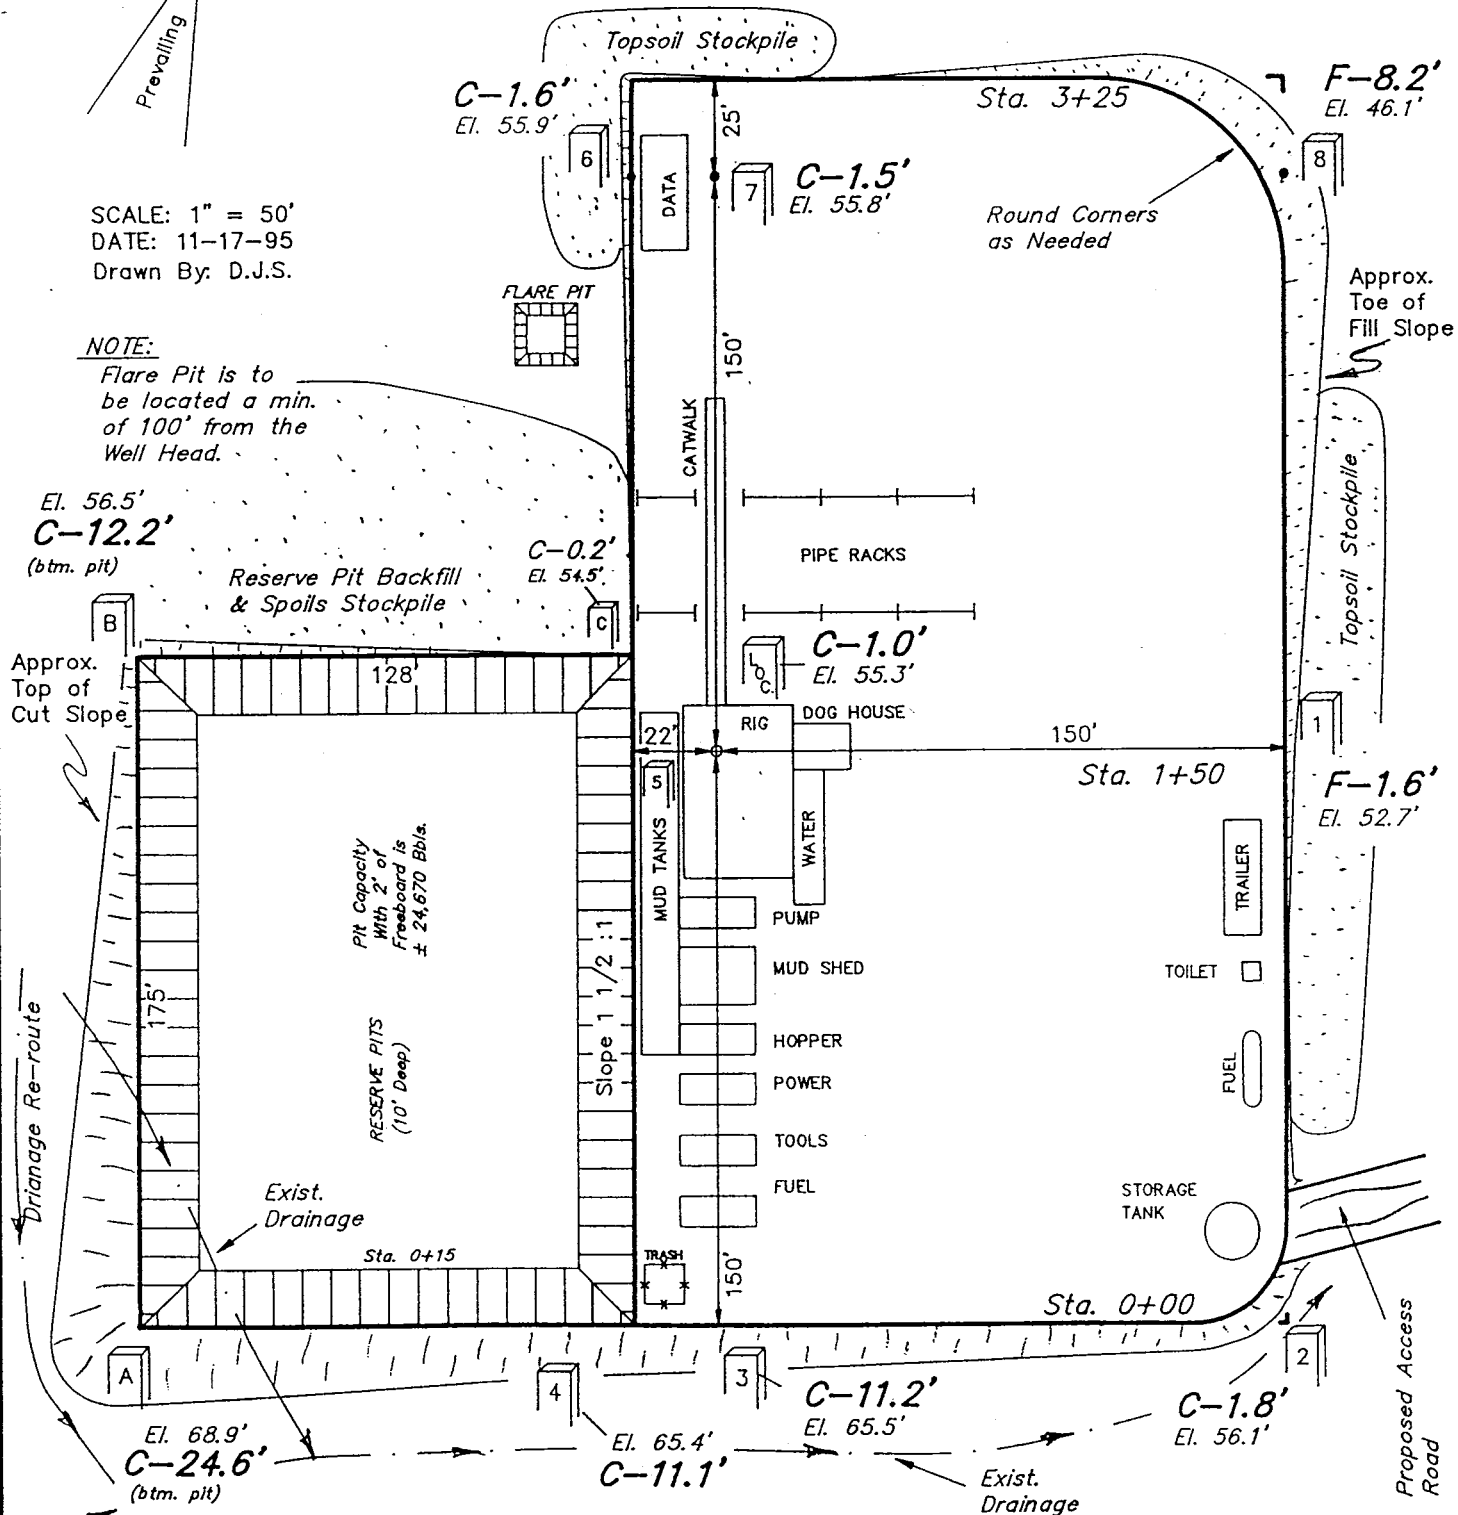 Prevailing
Topsoil Stockpile
C-1.6'
El. 55.9'
6
DATA
25'
7
C-1.5'
El. 55.8'
Sta. 3+25
F-8.2'
El. 46.1'
8
Round Corners
as Needed
SCALE: 1" = 50'
DATE: 11-17-95
Drawn By: D.J.S.
FLARE PIT
NOTE:
Flare Pit is to
be located a min.
of 100' from the
Well Head.
150'
CATWALK
Approx.
Toe of
Fill Slope
Topsoil Stockpile
El. 56.5'
C-12.2'
(btm. pit)
B
Reserve Pit Backfill
& Spoils Stockpile
C-0.2'
El. 54.5'
C
PIPE RACKS
LOC.
C-1.0'
El. 55.3'
Approx.
Top of
Cut Slope
128'
22'
RIG
DOG HOUSE
150'
Sta. 1+50
1
F-1.6'
El. 52.7'
5
MUD TANKS
WATER
Pit Capacity
With 2' of
Freeboard is
± 24,670 Bbls.
RESERVE PITS
(10' Deep)
175'
Slope 1 1/2 :1
PUMP
MUD SHED
HOPPER
POWER
TOOLS
FUEL
TRAILER
TOILET
FUEL
STORAGE
TANK
Drianage Re-route
Exist.
Drainage
Sta. 0+15
TRASH
150'
Sta. 0+00
A
El. 68.9'
C-24.6'
(btm. pit)
4
El. 65.4'
C-11.1'
3
C-11.2'
El. 65.5'
2
C-1.8'
El. 56.1'
Exist.
Drainage
Proposed Access
Road